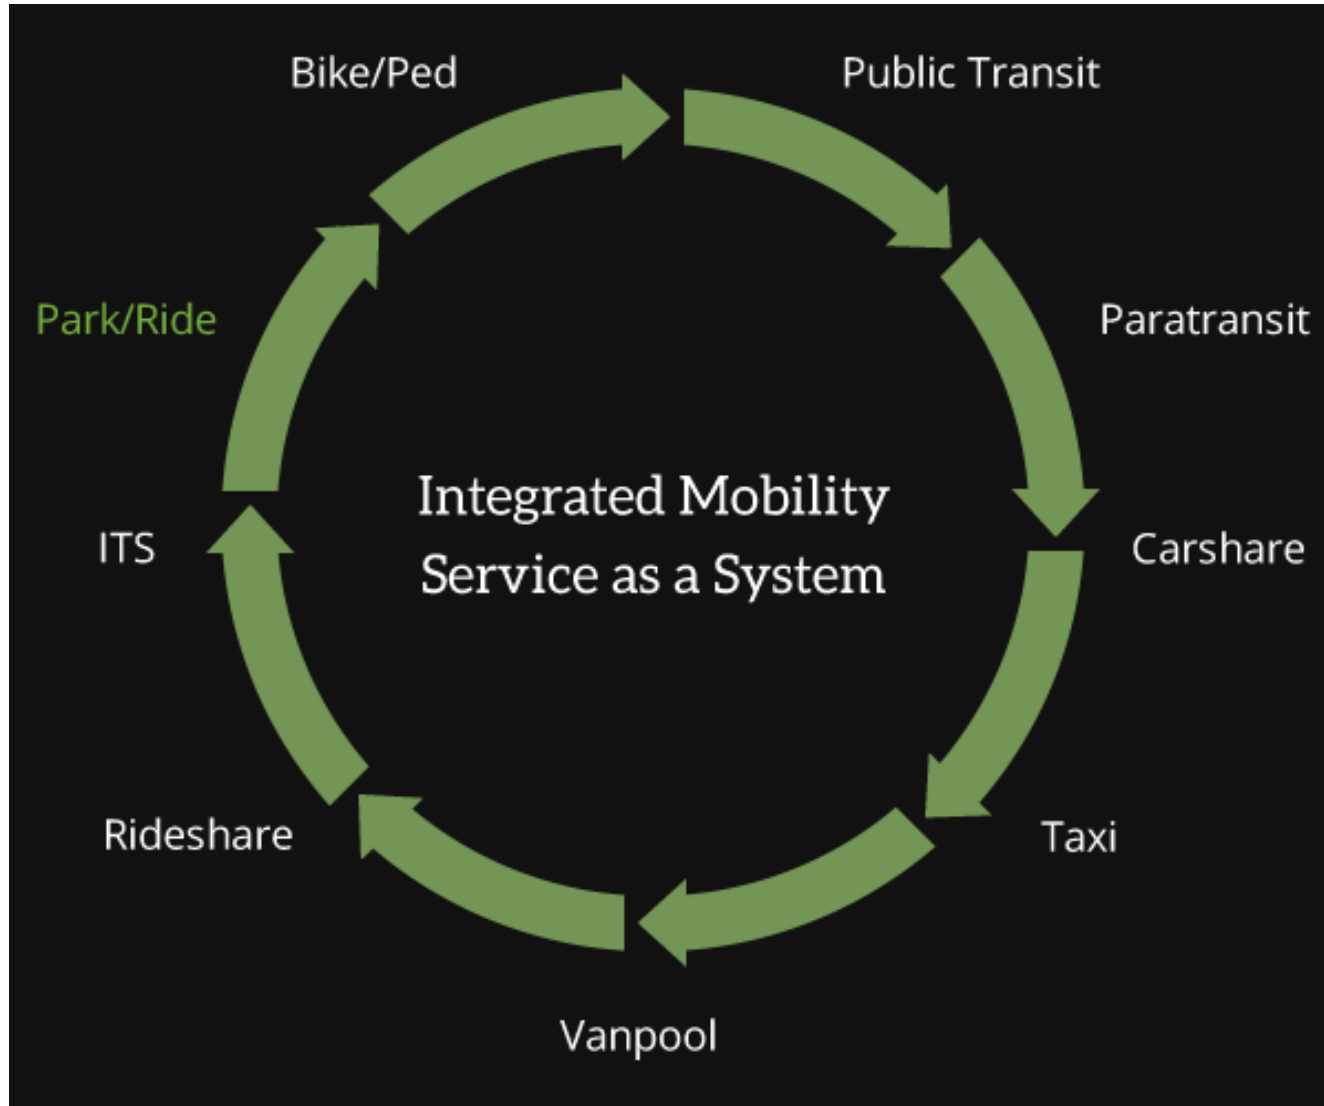 Bike/Ped
Public Transit
Park/Ride
Paratransit
Integrated Mobility
Service as a System
ITS
Carshare
Rideshare
Taxi
Vanpool